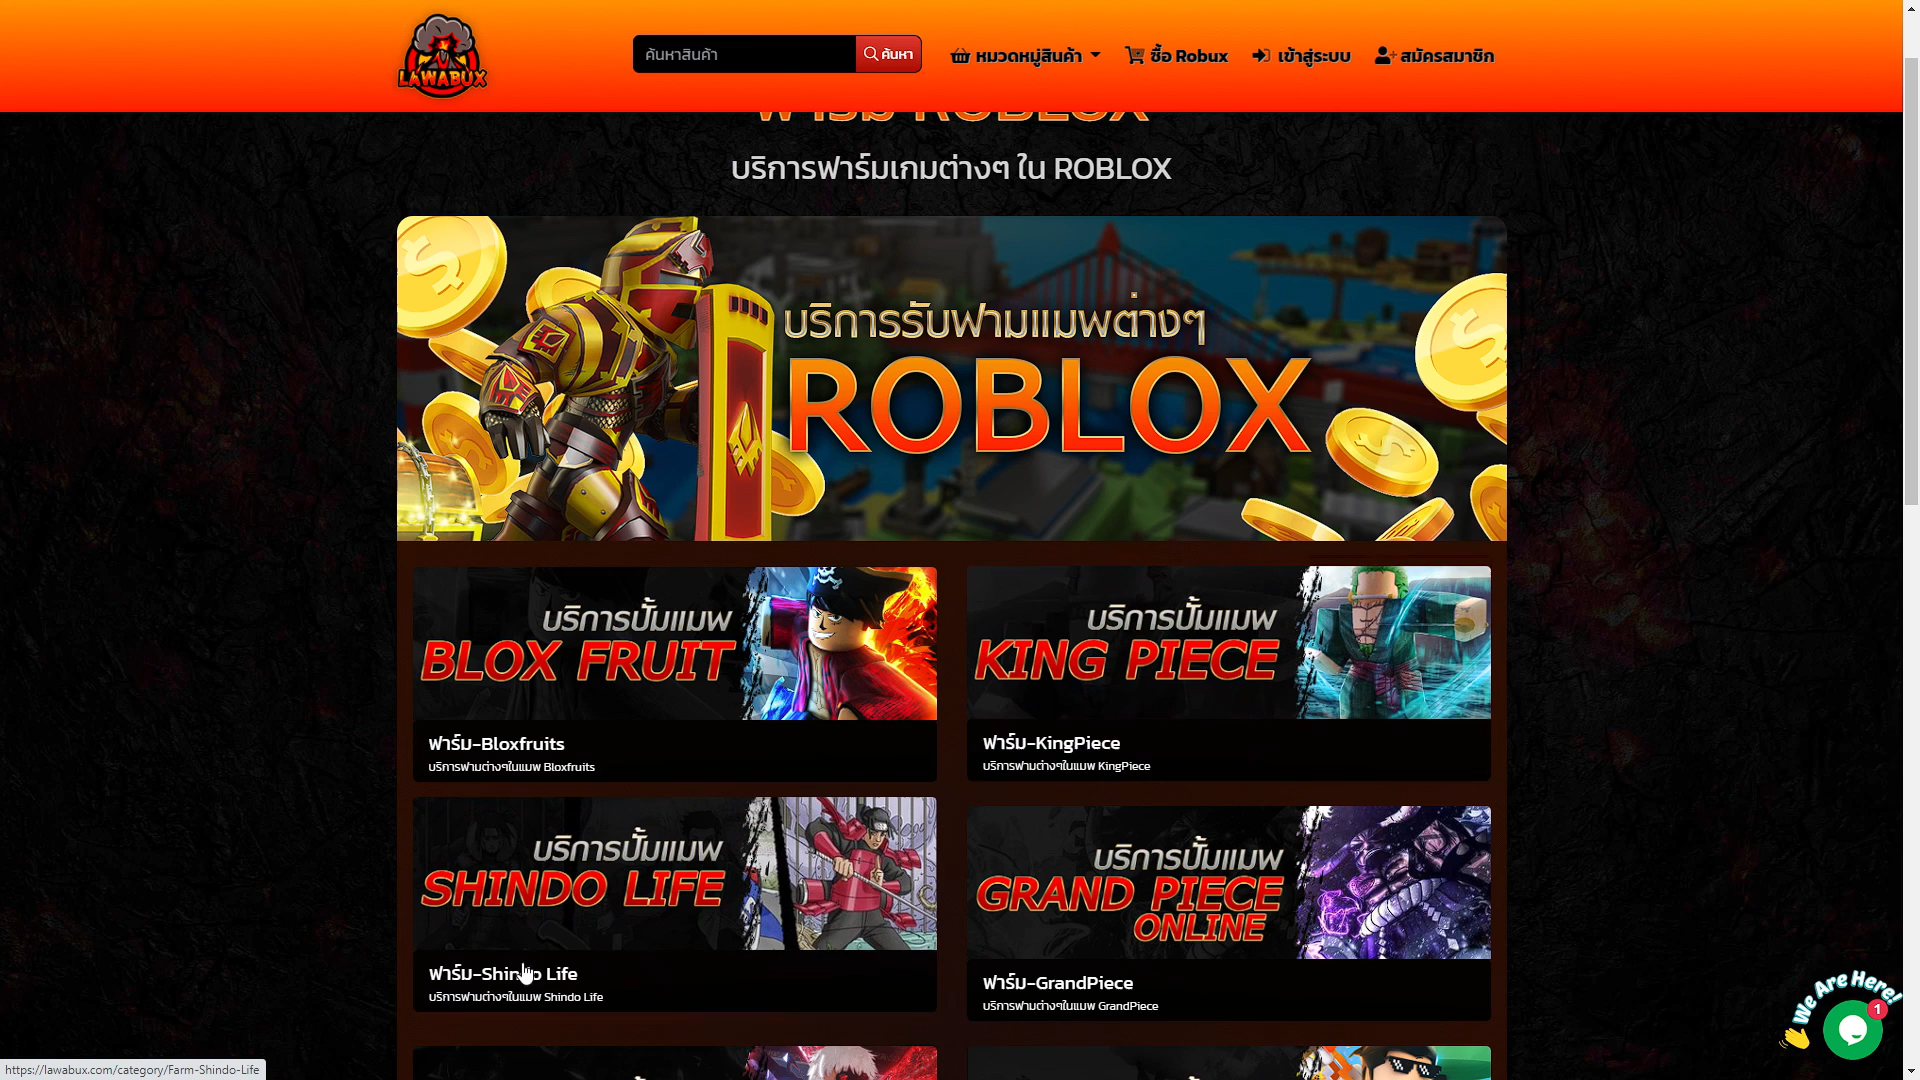 LAWABUX
ค้นหาสินค้า
ค้นหา
หมวดหมู่สินค้า
ซื้อ Robux
เข้าสู่ระบบ
สมัครสมาชิก
ฟาร์ม ROBLOX
บริการฟาร์มเกมต่างๆ ใน ROBLOX
บริการรับฟามแมพต่างๆ
ROBLOX
บริการปั้มแมพ
BLOX FRUIT
ฟาร์ม-Bloxfruits
บริการฟามต่างๆในแมพ Bloxfruits
บริการปั้มแมพ
KING PIECE
ฟาร์ม-KingPiece
บริการฟามต่างๆในแมพ KingPiece
บริการปั้มแมพ
SHINDO LIFE
ฟาร์ม-Shindo Life
บริการฟามต่างๆในแมพ Shindo Life
บริการปั้มแมพ
GRAND PIECE
ONLINE
ฟาร์ม-GrandPiece
บริการฟามต่างๆในแมพ GrandPiece
We Are Here!
1
https://lawabux.com/category/Farm-Shindo-Life